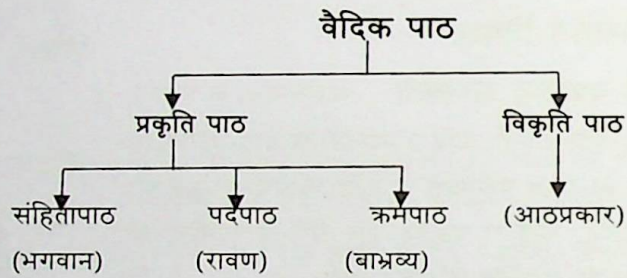 वैदिक पाठ
प्रकृति पाठ विकृति पाठ
संहितापाठ पदपाठ क्रमपाठ (आठप्रकार)
(भगवान) (रावण) (बाभ्रव्य)